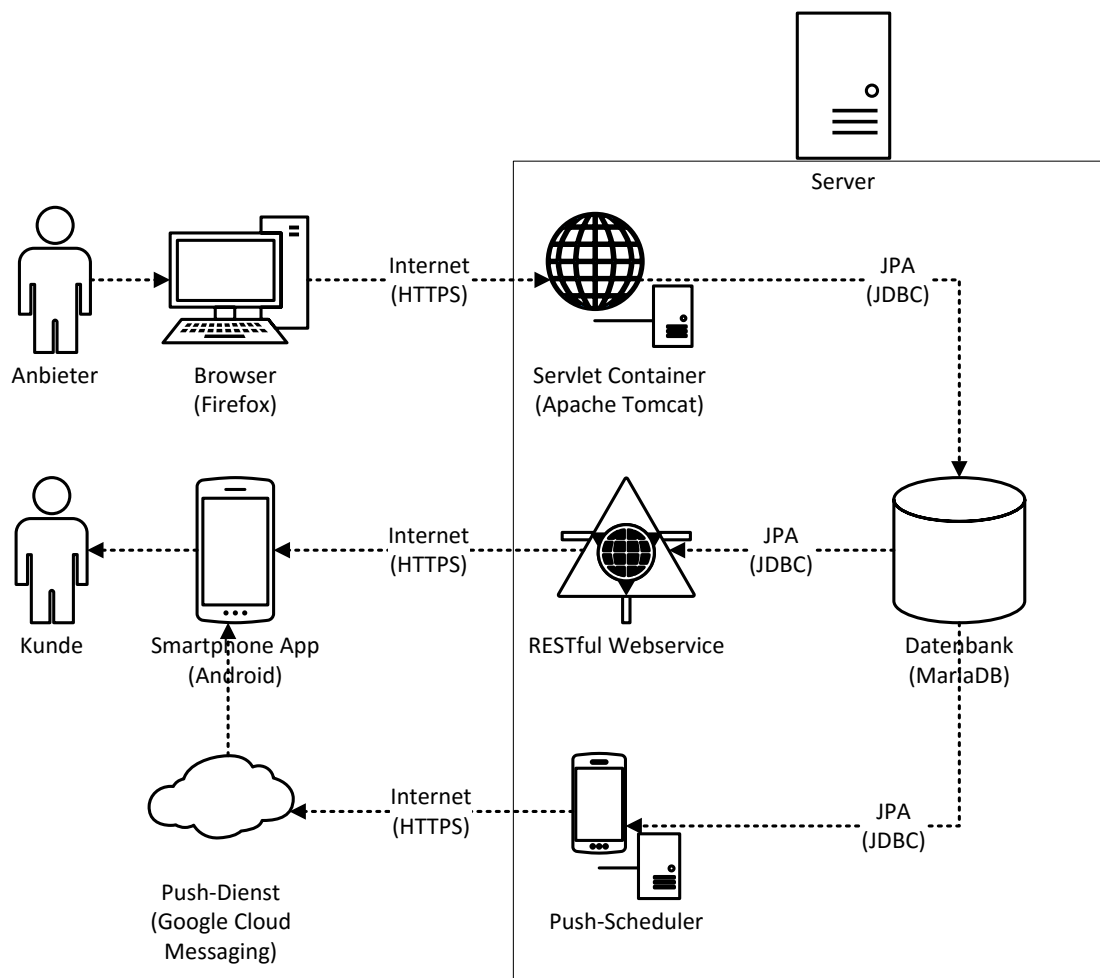 Server
Internet
(HTTPS)
JPA
(JDBC)
Anbieter
Browser
(Firefox)
Servlet Container
(Apache Tomcat)
Internet
(HTTPS)
JPA
(JDBC)
Kunde
Smartphone App
(Android)
RESTful Webservice
Datenbank
(MariaDB)
Internet
(HTTPS)
JPA
(JDBC)
Push-Dienst
(Google Cloud
Messaging)
Push-Scheduler